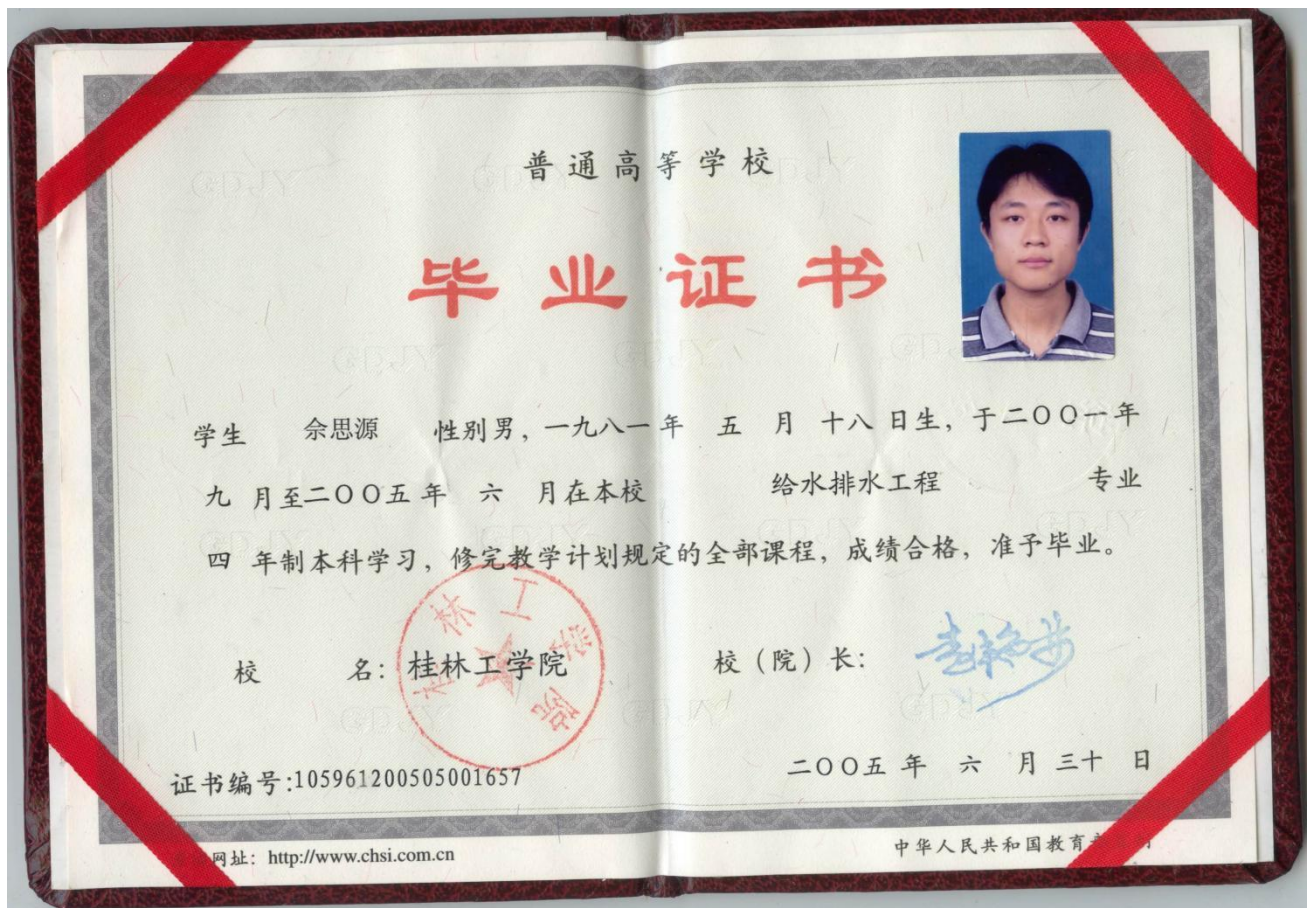 普通高等学校
毕业证书
学生 佘思源 性别男，一九八一年 五 月 十八 日生，于二〇〇一年
九 月至二〇〇五年 六 月在本校 给水排水工程 专业
四 年制本科学习，修完教学计划规定的全部课程，成绩合格，准予毕业。
校 名：桂林工学院 校（院）长：
桂林工学院
证书编号:105961200505001657 二〇〇五年 六 月 三十 日
网址：http://www.chsi.com.cn 中华人民共和国教育